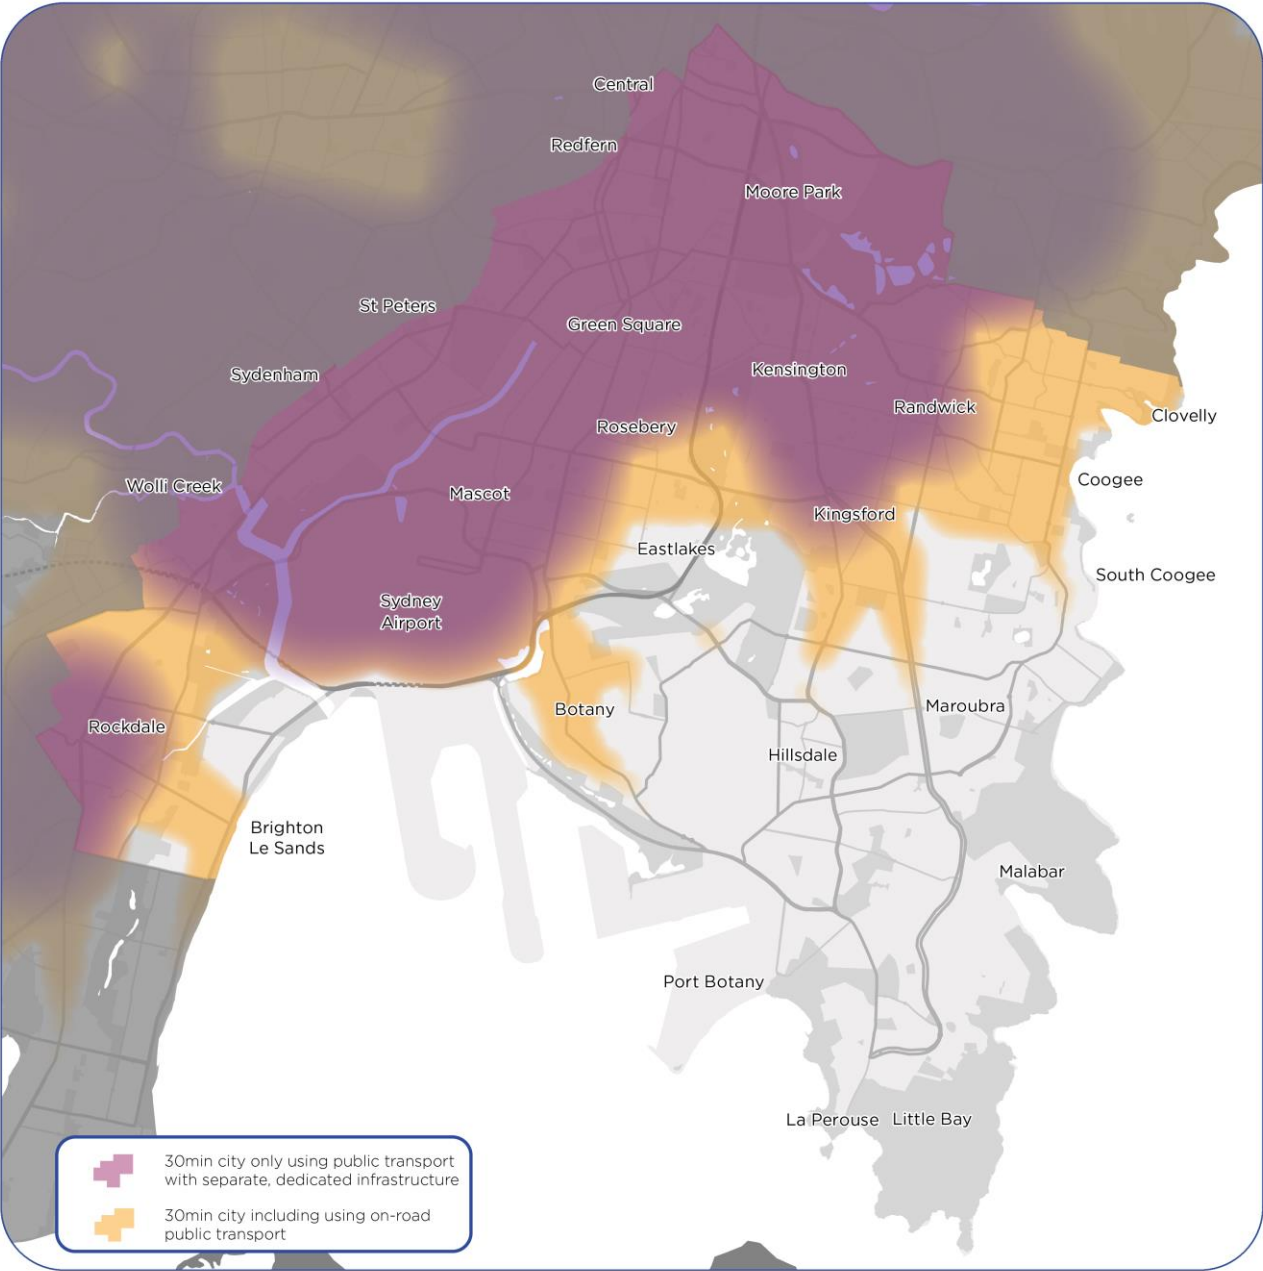 Central
Redfern
Moore Park
St Peters
Green Square
Sydenham
Kensington
Randwick
Clovelly
Rosebery
Coogee
Wolli Creek
Mascot
Kingsford
Eastlakes
South Coogee
Sydney
Airport
Botany
Maroubra
Rockdale
Hillsdale
Brighton
Le Sands
Malabar
Port Botany
La Perouse
Little Bay
30min city only using public transport
with separate, dedicated infrastructure
30min city including using on-road
public transport